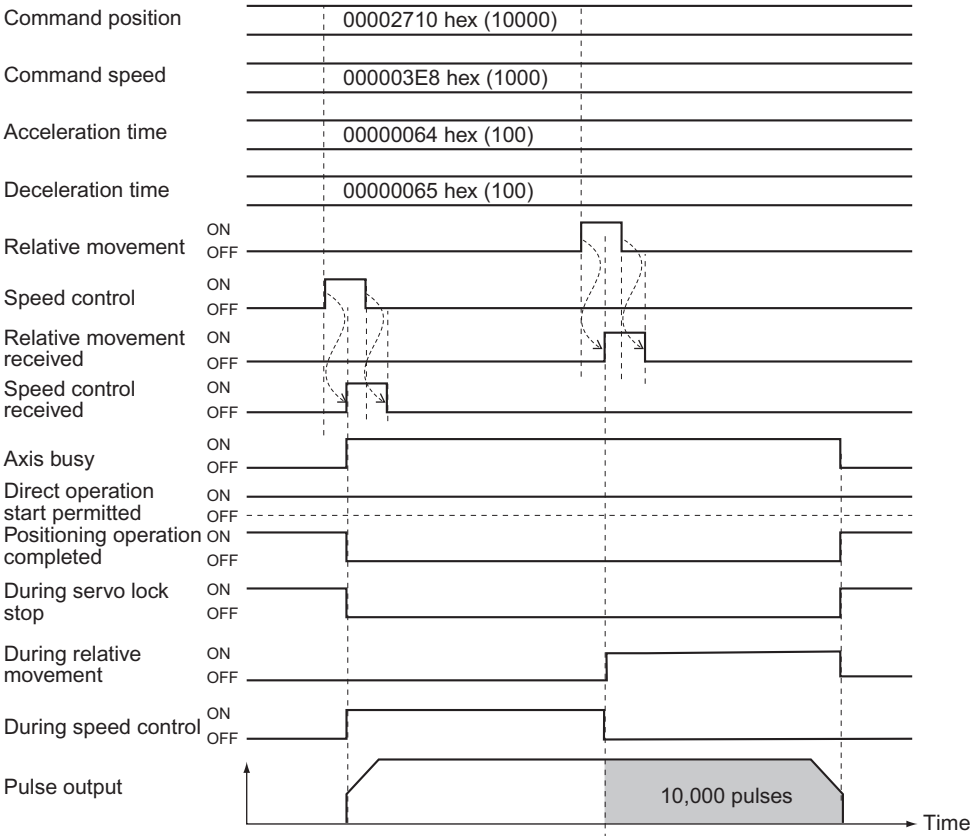 Command position
00002710 hex (10000)
Command speed
000003E8 hex (1000)
Acceleration time
00000064 hex (100)
Deceleration time
00000065 hex (100)
Relative movement
ON
OFF
Speed control
ON
OFF
Relative movement
received
ON
OFF
Speed control
received
ON
OFF
Axis busy
ON
OFF
Direct operation
start permitted
ON
OFF
Positioning operation
completed
ON
OFF
During servo lock
stop
ON
OFF
During relative
movement
ON
OFF
During speed control
ON
OFF
Pulse output
10,000 pulses
Time